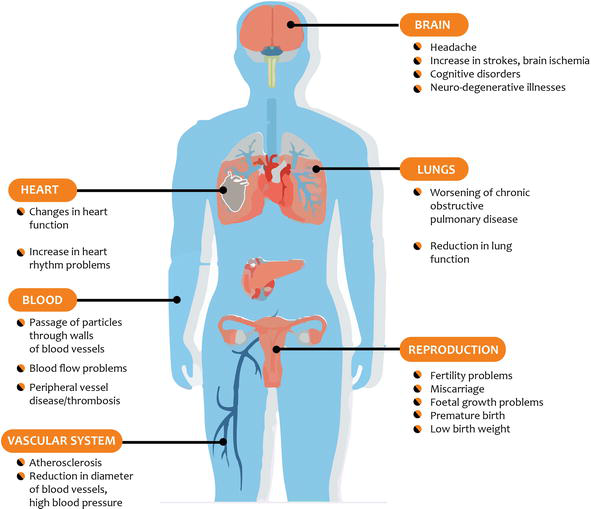 BRAIN
Headache
Increase in strokes, brain ischemia
Cognitive disorders
Neuro-degenerative illnesses
LUNGS
Worsening of chronic
obstructive
pulmonary disease
Reduction in lung
function
HEART
Changes in heart
function
Increase in heart
rhythm problems
BLOOD
Passage of particles
through walls
of blood vessels
Blood flow problems
Peripheral vessel
disease/thrombosis
REPRODUCTION
Fertility problems
Miscarriage
Foetal growth problems
Premature birth
Low birth weight
VASCULAR SYSTEM
Atherosclerosis
Reduction in diameter
of blood vessels,
high blood pressure